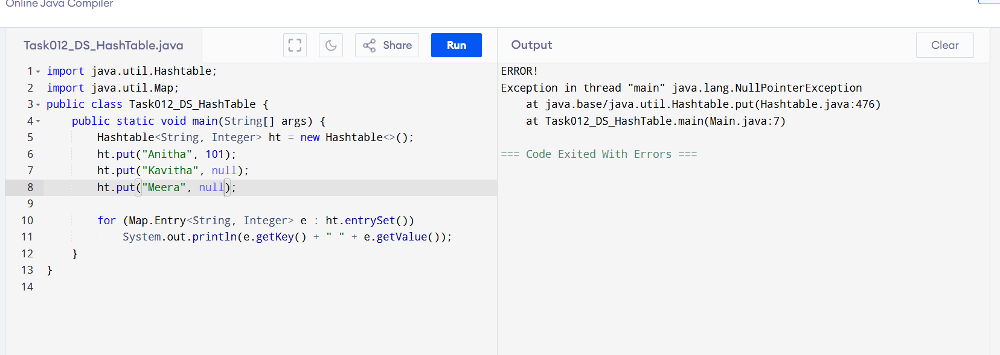 Online Java Compiler
Task012_DS_HashTable.java
Share
Run
Output
Clear
1 import java.util.Hashtable;
2 import java.util.Map;
3 public class Task012_DS_HashTable {
4     public static void main(String[] args) {
5         Hashtable<String, Integer> ht = new Hashtable<>();
6         ht.put("Anitha", 101);
7         ht.put("Kavitha", null);
8         ht.put("Meera", null);
9
10         for (Map.Entry<String, Integer> e : ht.entrySet())
11             System.out.println(e.getKey() + " " + e.getValue());
12     }
13 }
14
ERROR!
Exception in thread "main" java.lang.NullPointerException
    at java.base/java.util.Hashtable.put(Hashtable.java:476)
    at Task012_DS_HashTable.main(Main.java:7)
=== Code Exited With Errors ===